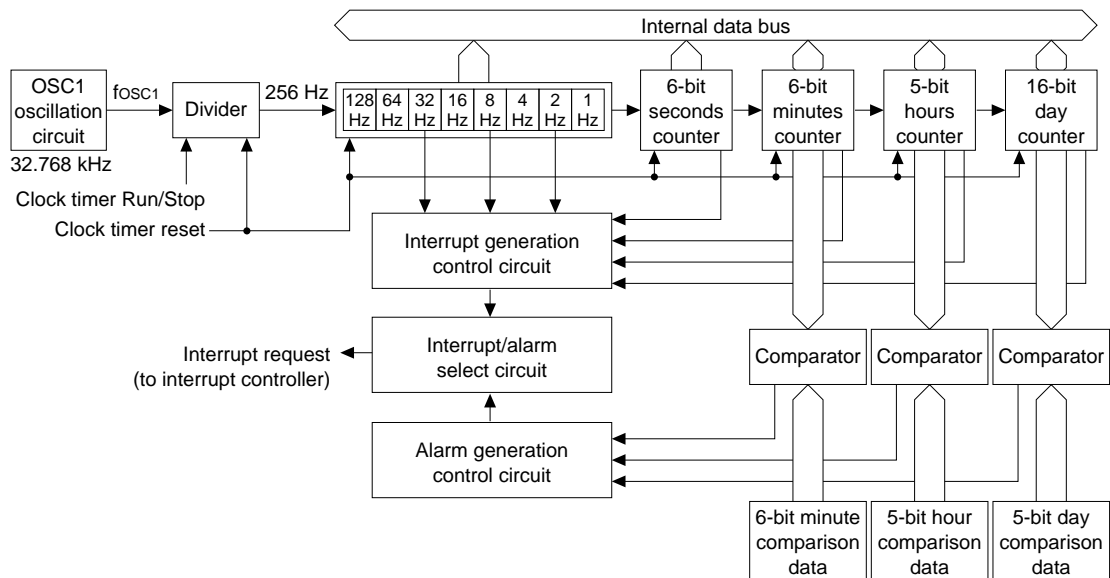 Internal data bus
OSC1
oscillation
circuit
fOSC1
Divider
256 Hz
128
Hz
64
Hz
32
Hz
16
Hz
8
Hz
4
Hz
2
Hz
1
Hz
6-bit
seconds
counter
6-bit
minutes
counter
5-bit
hours
counter
16-bit
day
counter
32.768 kHz
Clock timer Run/Stop
Clock timer reset
Interrupt generation
control circuit
Interrupt request
(to interrupt controller)
Interrupt/alarm
select circuit
Comparator
Comparator
Comparator
Alarm generation
control circuit
6-bit minute
comparison
data
5-bit hour
comparison
data
5-bit day
comparison
data